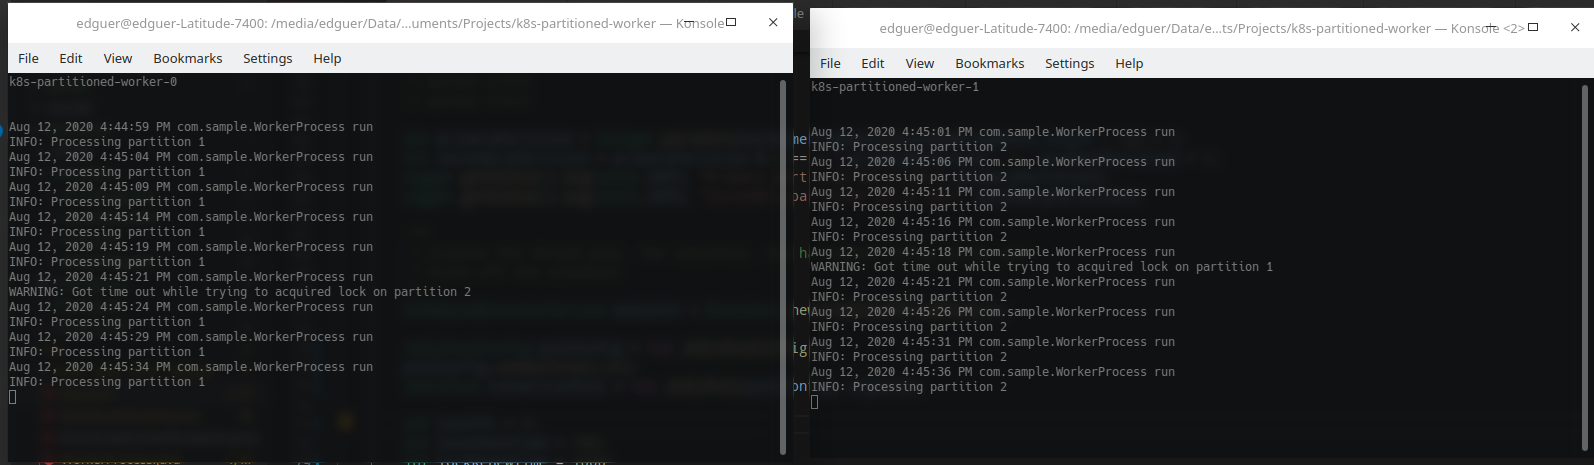 edguer@edguer-Latitude-7400: /media/edguer/Data/...uments/Projects/k8s-partitioned-worker — Konsole
File Edit View Bookmarks Settings Help
k8s-partitioned-worker-0
Aug 12, 2020 4:44:59 PM com.sample.WorkerProcess run
INFO: Processing partition 1
Aug 12, 2020 4:45:04 PM com.sample.WorkerProcess run
INFO: Processing partition 1
Aug 12, 2020 4:45:09 PM com.sample.WorkerProcess run
INFO: Processing partition 1
Aug 12, 2020 4:45:14 PM com.sample.WorkerProcess run
INFO: Processing partition 1
Aug 12, 2020 4:45:19 PM com.sample.WorkerProcess run
INFO: Processing partition 1
Aug 12, 2020 4:45:21 PM com.sample.WorkerProcess run
WARNING: Got time out while trying to acquired lock on partition 2
Aug 12, 2020 4:45:24 PM com.sample.WorkerProcess run
INFO: Processing partition 1
Aug 12, 2020 4:45:29 PM com.sample.WorkerProcess run
INFO: Processing partition 1
Aug 12, 2020 4:45:34 PM com.sample.WorkerProcess run
INFO: Processing partition 1
edguer@edguer-Latitude-7400: /media/edguer/Data/e...ts/Projects/k8s-partitioned-worker — Konsole <2>
File Edit View Bookmarks Settings Help
k8s-partitioned-worker-1
Aug 12, 2020 4:45:01 PM com.sample.WorkerProcess run
INFO: Processing partition 2
Aug 12, 2020 4:45:06 PM com.sample.WorkerProcess run
INFO: Processing partition 2
Aug 12, 2020 4:45:11 PM com.sample.WorkerProcess run
INFO: Processing partition 2
Aug 12, 2020 4:45:16 PM com.sample.WorkerProcess run
INFO: Processing partition 2
Aug 12, 2020 4:45:18 PM com.sample.WorkerProcess run
WARNING: Got time out while trying to acquired lock on partition 1
Aug 12, 2020 4:45:21 PM com.sample.WorkerProcess run
INFO: Processing partition 2
Aug 12, 2020 4:45:26 PM com.sample.WorkerProcess run
INFO: Processing partition 2
Aug 12, 2020 4:45:31 PM com.sample.WorkerProcess run
INFO: Processing partition 2
Aug 12, 2020 4:45:36 PM com.sample.WorkerProcess run
INFO: Processing partition 2